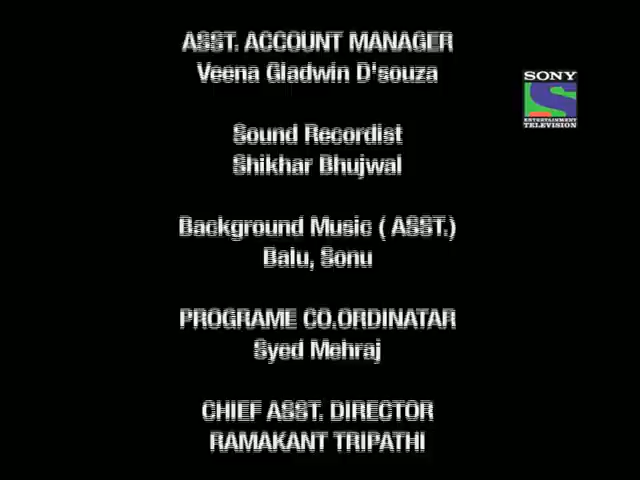 ASST. ACCOUNT MANAGER
Veena Gladwin D'souza
SONY
ENTERTAINMENT
TELEVISION
Sound Recordist
Shikhar Bhujwal
Background Music ( ASST.)
Balu, Sonu
PROGRAME CO.ORDINATAR
Syed Mehraj
CHIEF ASST. DIRECTOR
RAMAKANT TRIPATHI